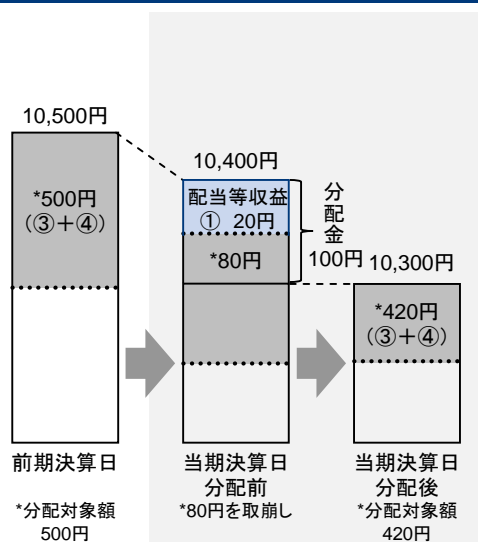 10,500円
*500円
(③+④)
前期決算日
*分配対象額
500円
10,400円
配当等収益
① 20円
*80円
分配金
100円
当期決算日
分配前
*80円を取崩し
10,300円
*420円
(③+④)
当期決算日
分配後
*分配対象額
420円